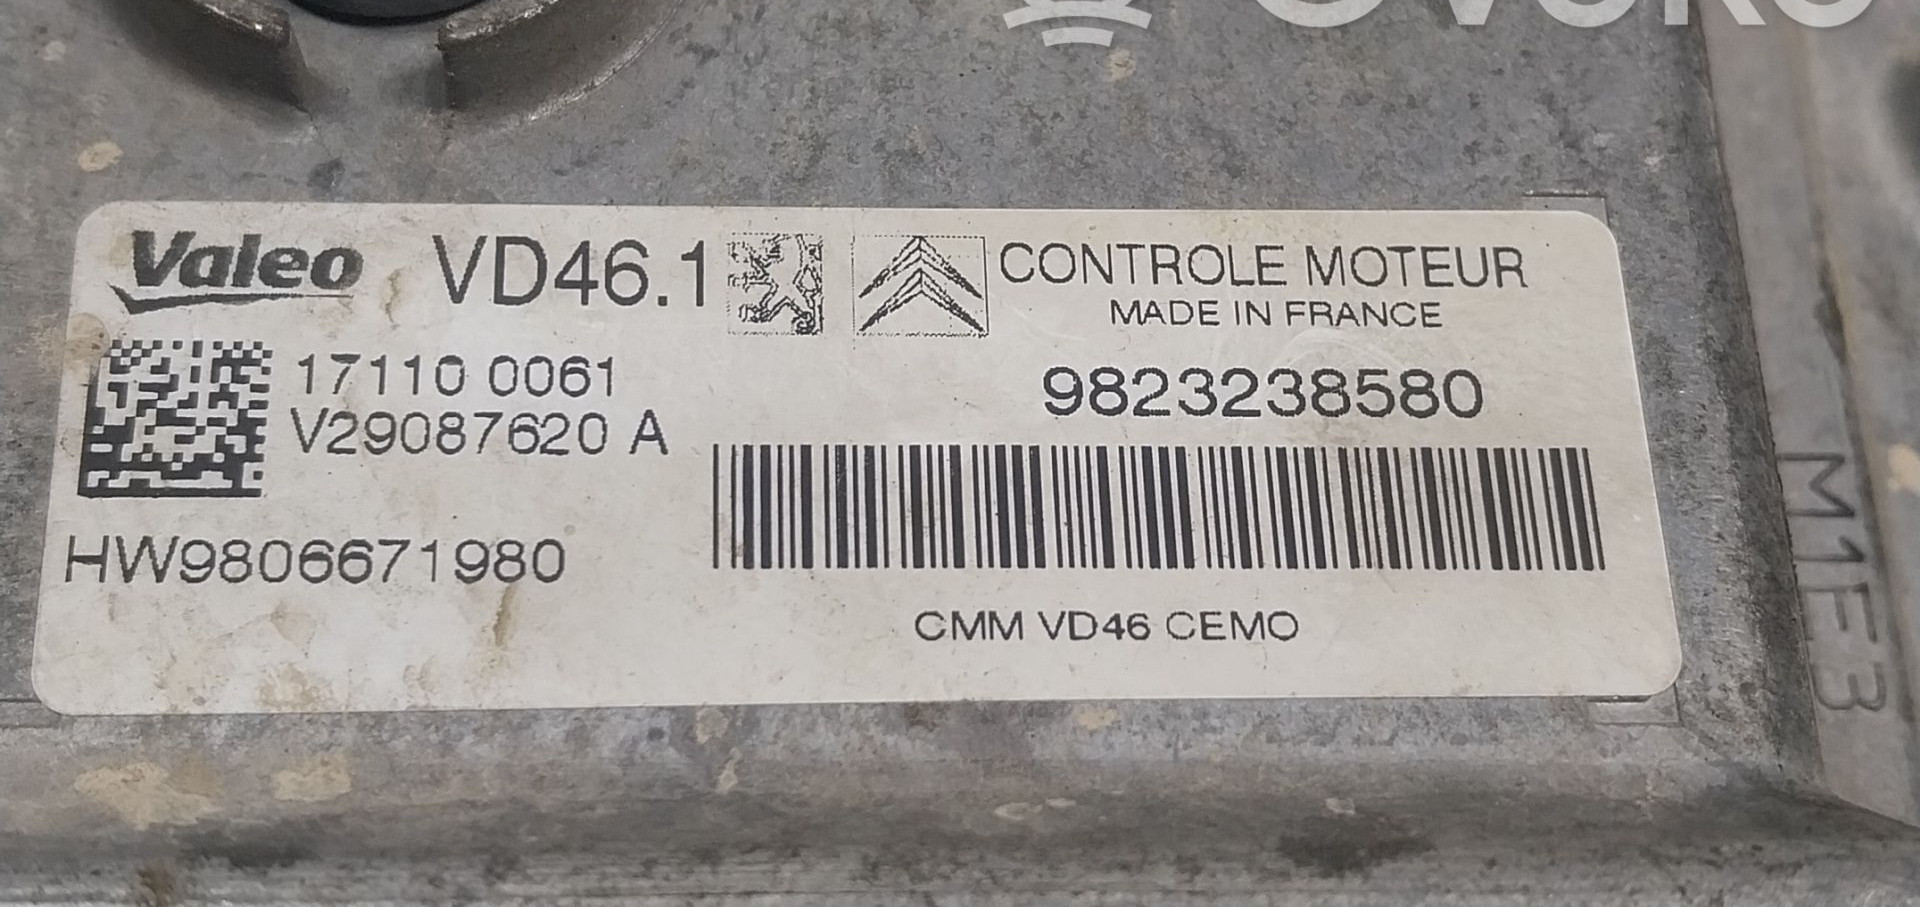 Valeo VD46.1 CONTROLE MOTEUR
MADE IN FRANCE
17110 0061
V29087620 A
9823238580
HW9806671980
CMM VD46 CEMO
M1E3